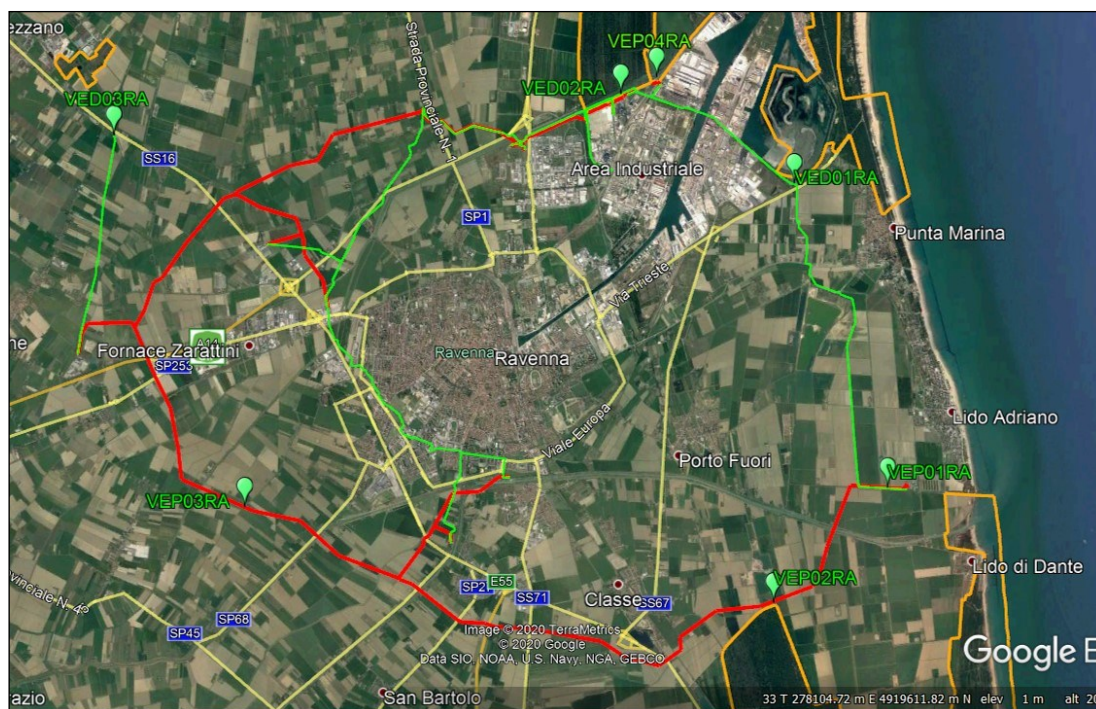 ezzano
VEP04RA
VED02RA
VED03RA
Strada Provinciale N. 1
SS16
Area Industriale
VED01RA
SP1
Punta Marina
Via Trieste
ne
A14
Fornace Zarattini
SP253
Ravenna
Ravenna
Lido Adriano
Viale Europa
Porto Fuori
VEP01RA
VEP03RA
Lido di Dante
VEP02RA
E55
SS71
Classe
SS67
SP68
SP45
Image © 2020 TerraMetrics
© 2020 Google
Data SIO, NOAA, U.S. Navy, NGA, GEBCO
Google E
razio
San Bartolo
33 T 278104.72 m E 4919611.82 m N elev 1 m alt 20